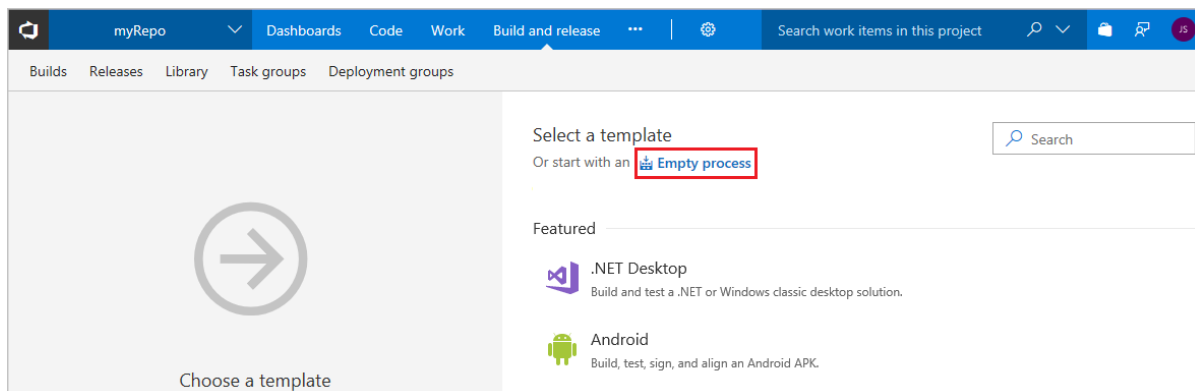 myRepo Dashboards Code Work Build and release ... Search work items in this project JS
Builds Releases Library Task groups Deployment groups
Select a template
Search
Or start with an Empty process
Featured
.NET Desktop
Build and test a .NET or Windows classic desktop solution.
Android
Build, test, sign, and align an Android APK.
Choose a template